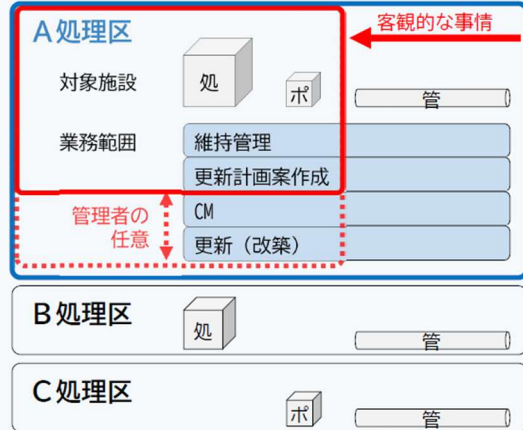 A処理区
客観的な事情
対象施設
処
ポ
管
業務範囲
維持管理
更新計画案作成
管理者の
任意
CM
更新（改築）
B処理区
処
管
C処理区
ポ
管